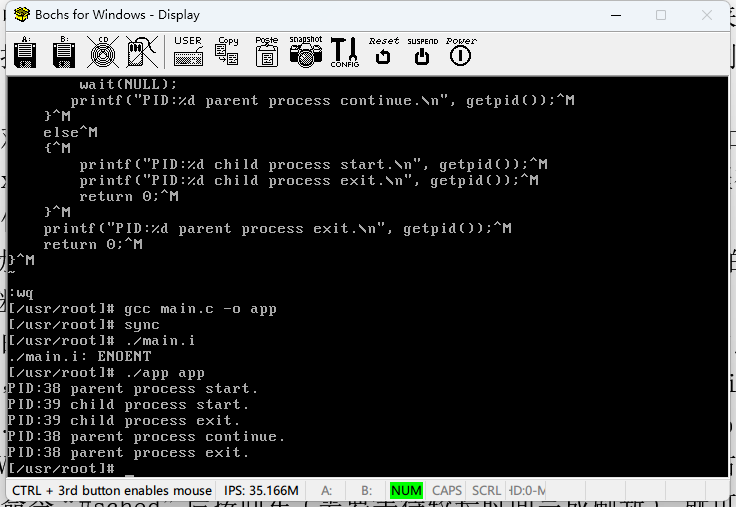 Bochs for Windows - Display
A:
B:
CD
USER
Copy
Paste
snapshot
CONFIG
Reset
SUSPEND
Power
wait(NULL);
printf("PID:%d parent process continue.\n", getpid());^M
}^M
else^M
{^M
printf("PID:%d child process start.\n", getpid());^M
printf("PID:%d child process exit.\n", getpid());^M
return 0;^M
}^M
printf("PID:%d parent process exit.\n", getpid());^M
return 0;^M
}^M
~
:wq
[/usr/root]# gcc main.c -o app
[/usr/root]# sync
[/usr/root]# ./main.i
./main.i: ENOENT
[/usr/root]# ./app app
PID:38 parent process start.
PID:39 child process start.
PID:39 child process exit.
PID:38 parent process continue.
PID:38 parent process exit.
[/usr/root]# _
CTRL + 3rd button enables mouse
IPS: 35.166M
A:
B:
NUM
CAPS
SCRL
HD:0-M